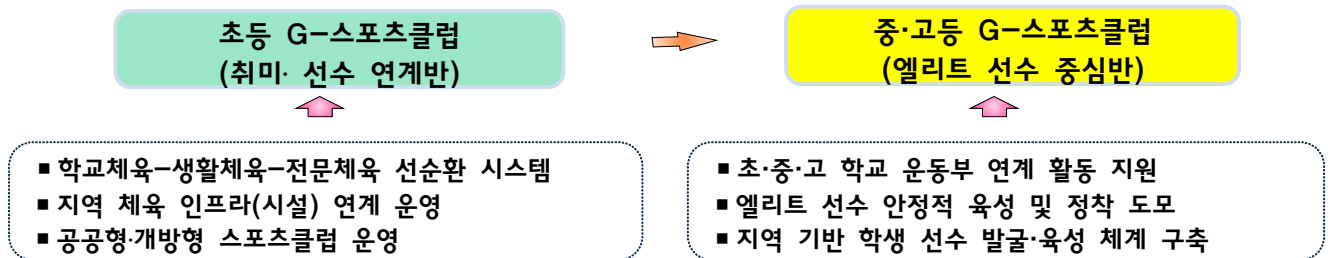 초등 G-스포츠클럽
(취미· 선수 연계반)
중·고등 G-스포츠클럽
(엘리트 선수 중심반)
▪ 학교체육-생활체육-전문체육 선순환 시스템
▪ 지역 체육 인프라(시설) 연계 운영
▪ 공공형·개방형 스포츠클럽 운영
▪ 초·중·고 학교 운동부 연계 활동 지원
▪ 엘리트 선수 안정적 육성 및 정착 도모
▪ 지역 기반 학생 선수 발굴·육성 체계 구축